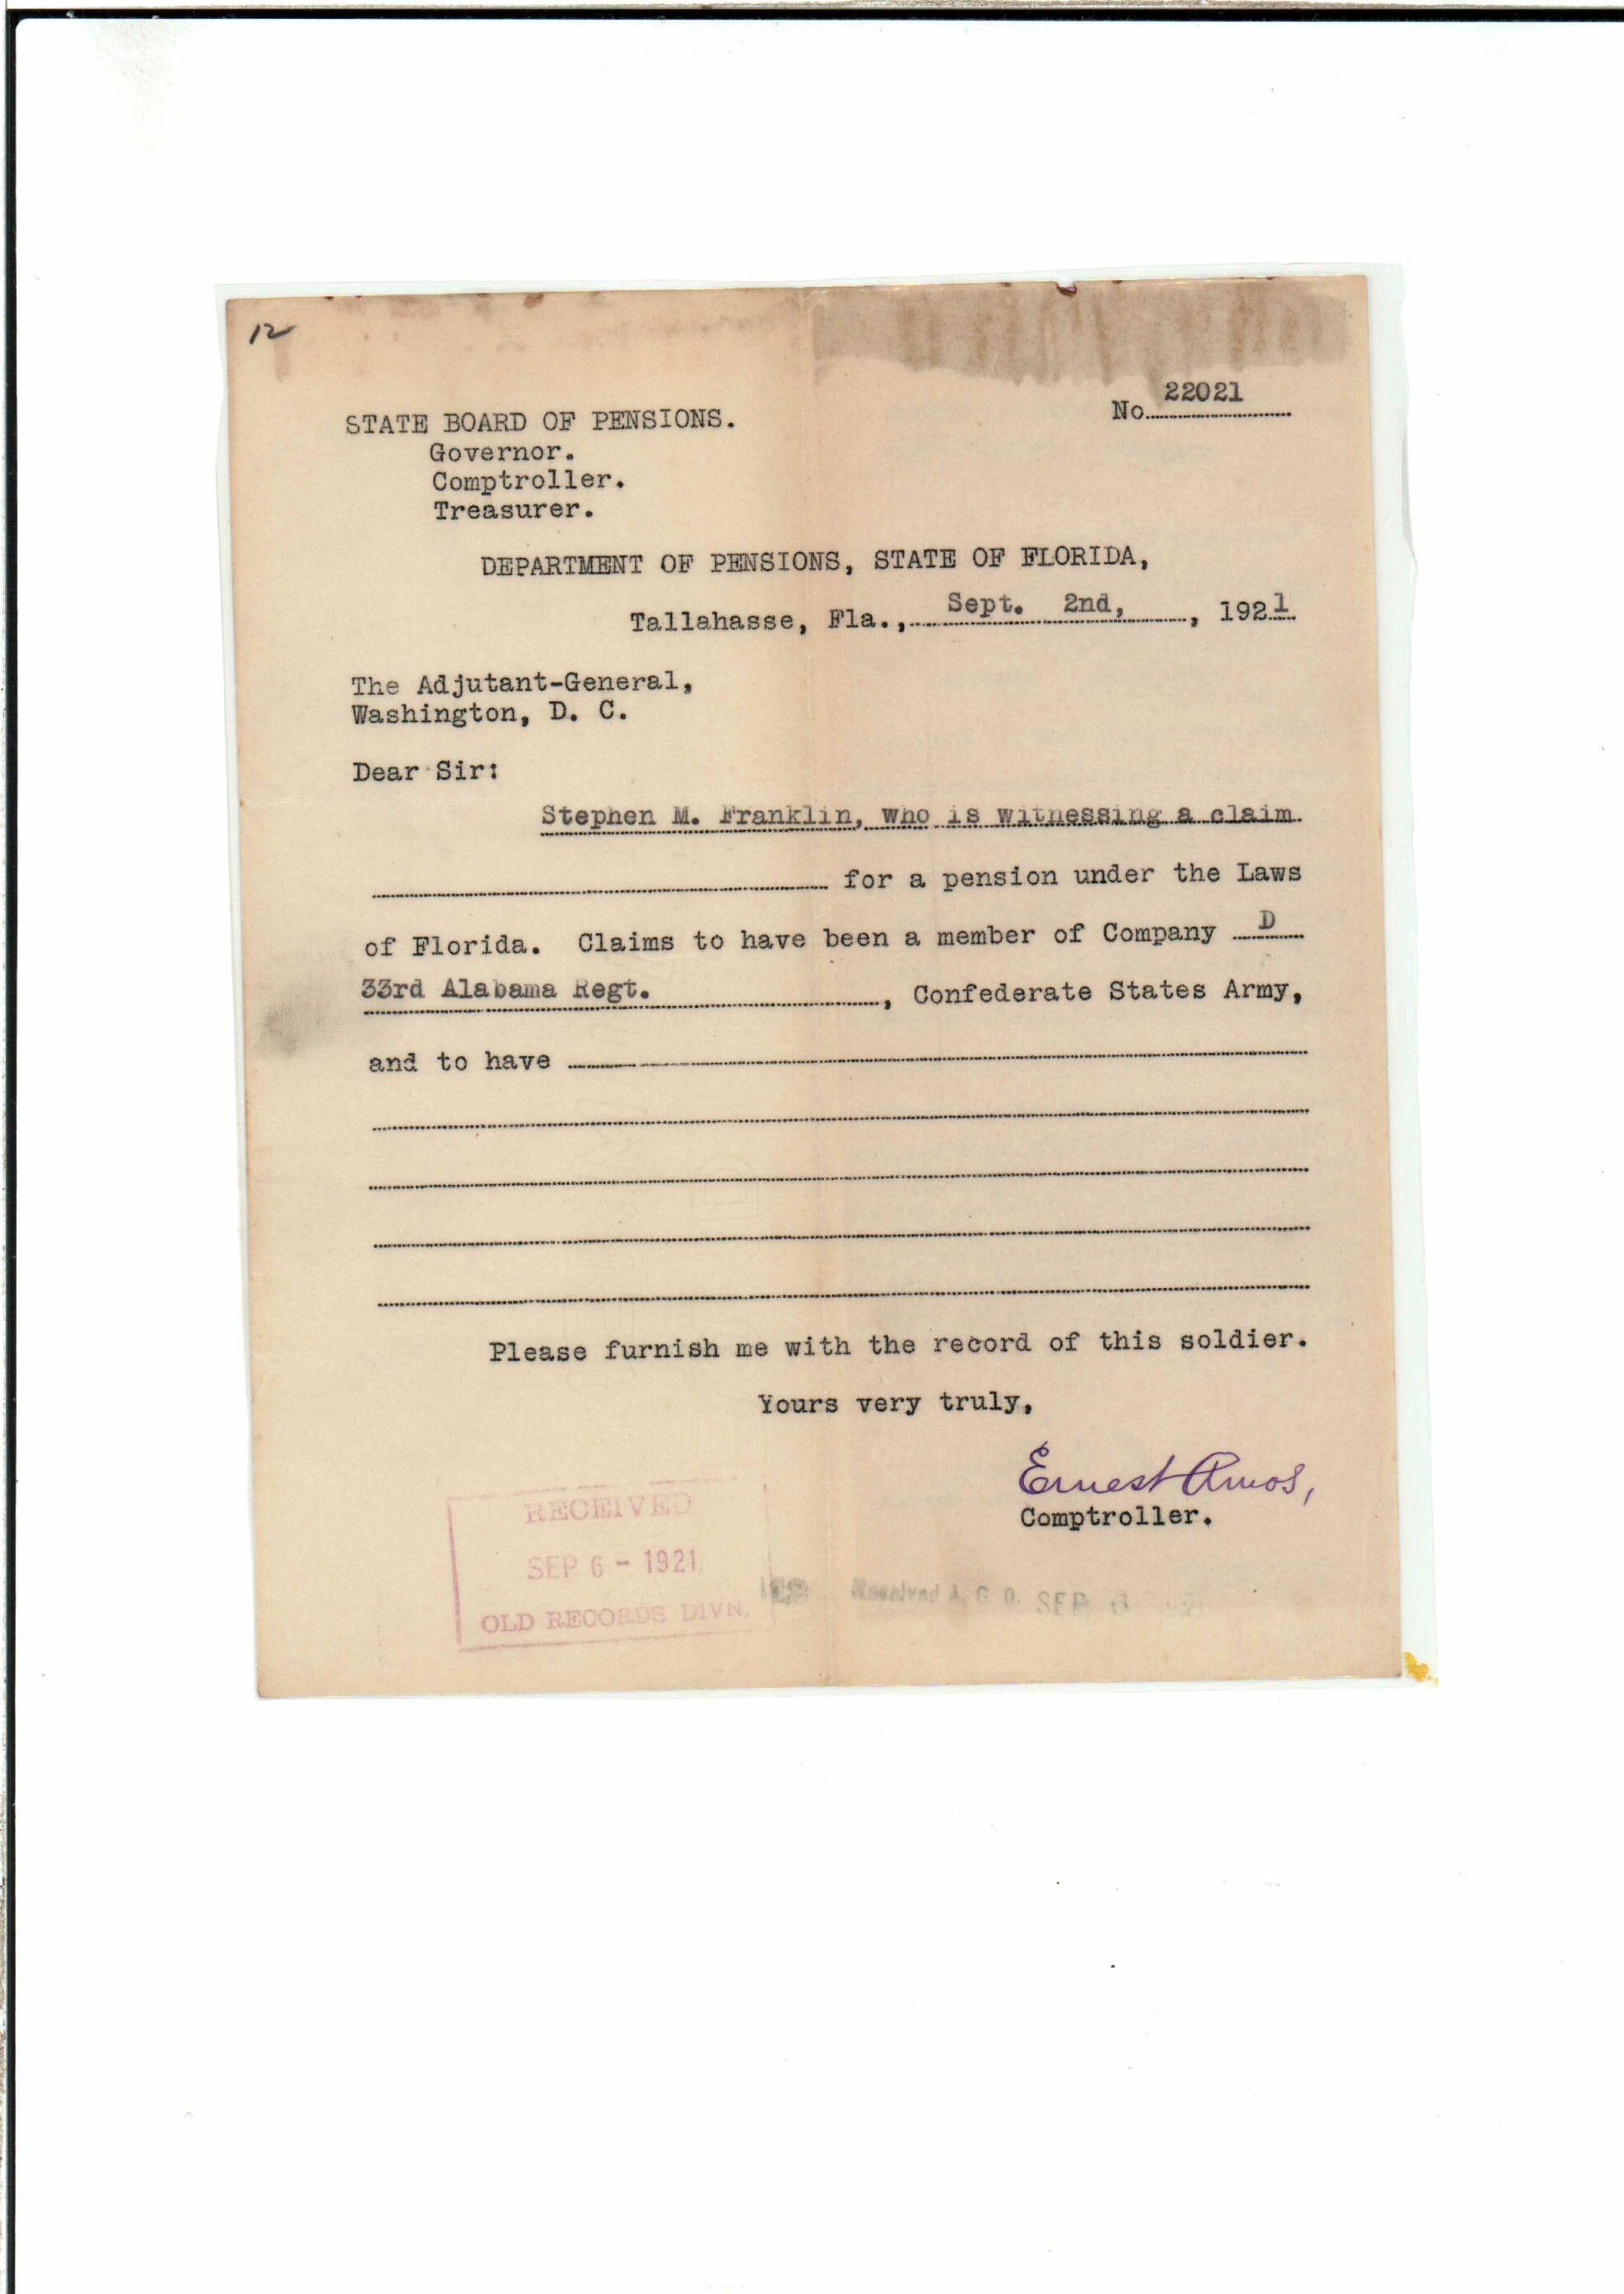 12
No. 22021
STATE BOARD OF PENSIONS.
Governor.
Comptroller.
Treasurer.
DEPARTMENT OF PENSIONS, STATE OF FLORIDA,
Tallahasse, Fla., Sept. 2nd, , 1921
The Adjutant-General,
Washington, D. C.
Dear Sir:
Stephen M. Franklin, who is witnessing a claim
for a pension under the Laws
of Florida. Claims to have been a member of Company D
33rd Alabama Regt. , Confederate States Army,
and to have
Please furnish me with the record of this soldier.
Yours very truly,
Ernest Amos,
Comptroller.
RECEIVED
SEP 6 - 1921
OLD RECORDS DIVN.
Received A. G. O. SEP 6